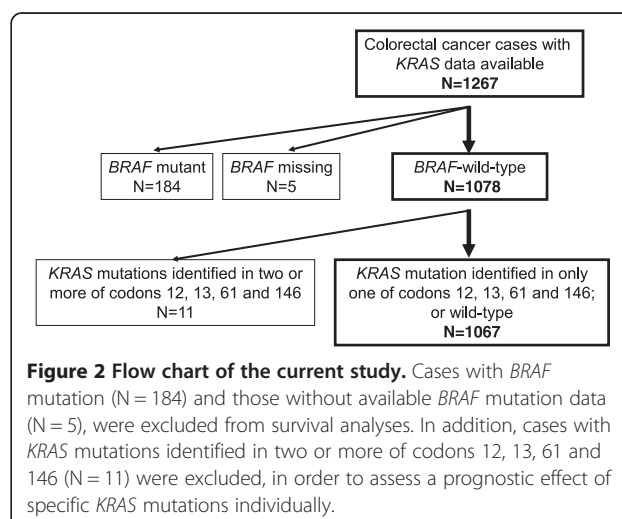 Colorectal cancer cases with
KRAS data available
N=1267
BRAF mutant
N=184
BRAF missing
N=5
BRAF-wild-type
N=1078
KRAS mutations identified in two or
more of codons 12, 13, 61 and 146
N=11
KRAS mutation identified in only
one of codons 12, 13, 61 and 146;
or wild-type
N=1067
Figure 2 Flow chart of the current study. Cases with BRAF
mutation (N = 184) and those without available BRAF mutation data
(N = 5), were excluded from survival analyses. In addition, cases with
KRAS mutations identified in two or more of codons 12, 13, 61 and
146 (N = 11) were excluded, in order to assess a prognostic effect of
specific KRAS mutations individually.